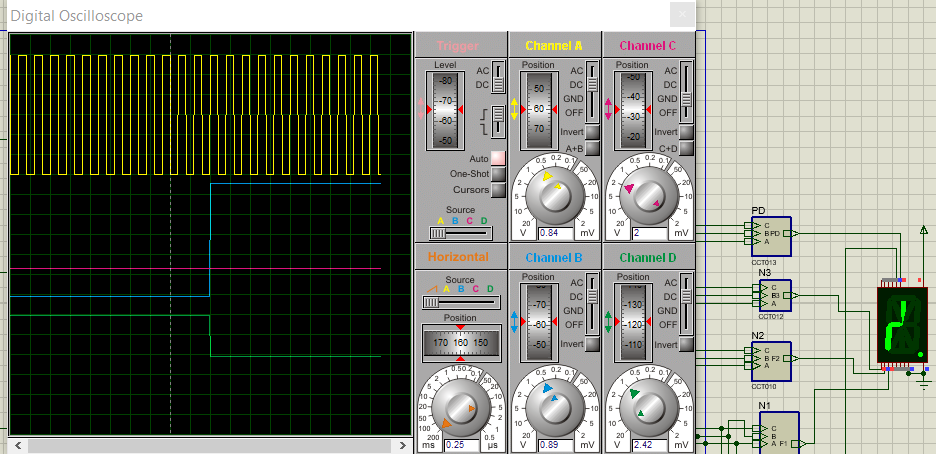 Digital Oscilloscope
Trigger
Level
-80
-70
-60
-50
AC
DC
Auto
One-Shot
Cursors
Source
A B C D
Channel A
Position
50
60
70
AC
DC
GND
OFF
Invert
A+B
20 10 5 2 1 0.5 0.2 0.1 50 20 10 5 2
V 0.84 mV
Channel C
Position
-50
-40
-30
-20
AC
DC
GND
OFF
Invert
C+D
20 10 5 2 1 0.5 0.2 0.1 50 20 10 5 2
V 2 mV
Horizontal
Source
A B C D
Position
170 160 150
200 100 50 20 10 5 2 1 0.5 0.2 0.1 50 20 10 5 2 1 0.5
ms 0.25 µs
Channel B
Position
-70
-60
-50
AC
DC
GND
OFF
Invert
20 10 5 2 1 0.5 0.2 0.1 50 20 10 5 2
V 0.89 mV
Channel D
Position
-130
-120
-110
AC
DC
GND
OFF
Invert
20 10 5 2 1 0.5 0.2 0.1 50 20 10 5 2
V 2.42 mV
PD
C
B PD
A
CCT013
N3
C
B B3
A
CCT012
N2
C
B F2
A
CCT010
N1
C
B
A F1